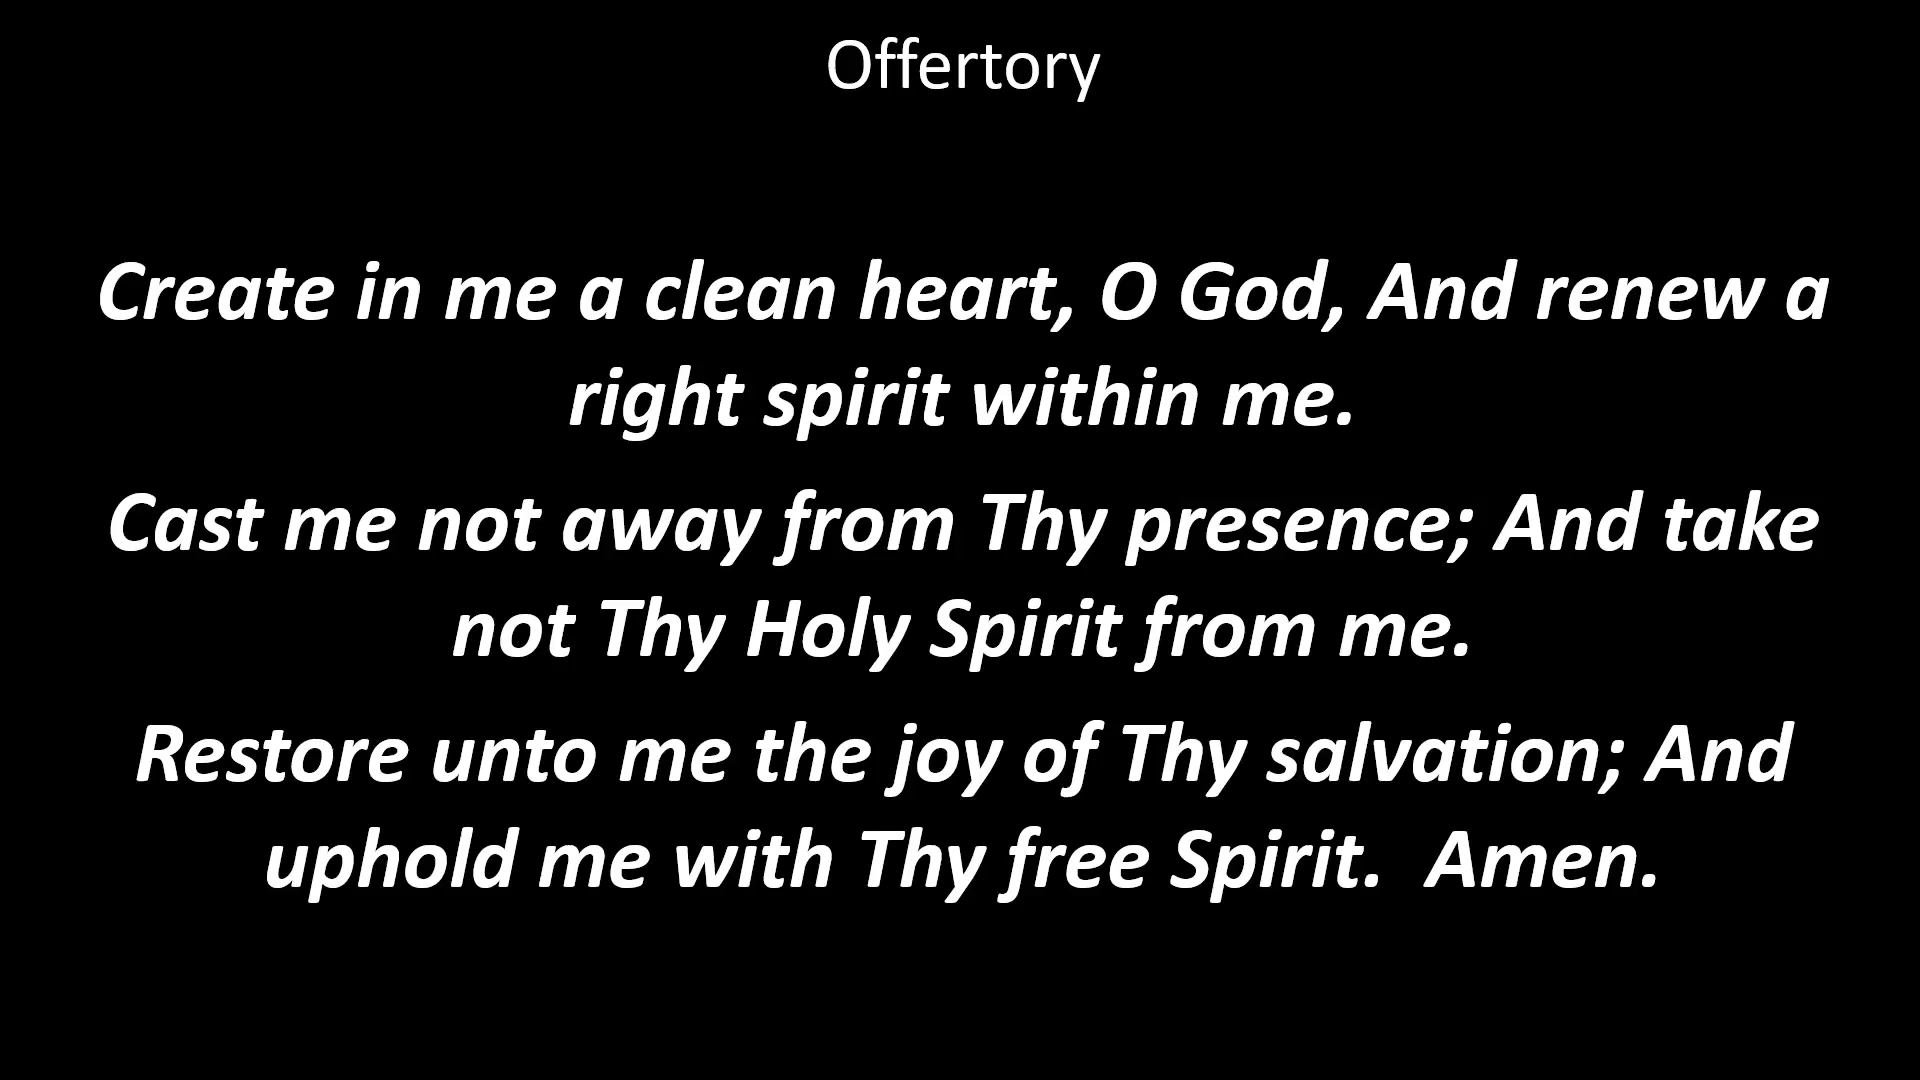 Offertory
Create in me a clean heart, O God, And renew a
right spirit within me.
Cast me not away from Thy presence; And take
not Thy Holy Spirit from me.
Restore unto me the joy of Thy salvation; And
uphold me with Thy free Spirit.  Amen.